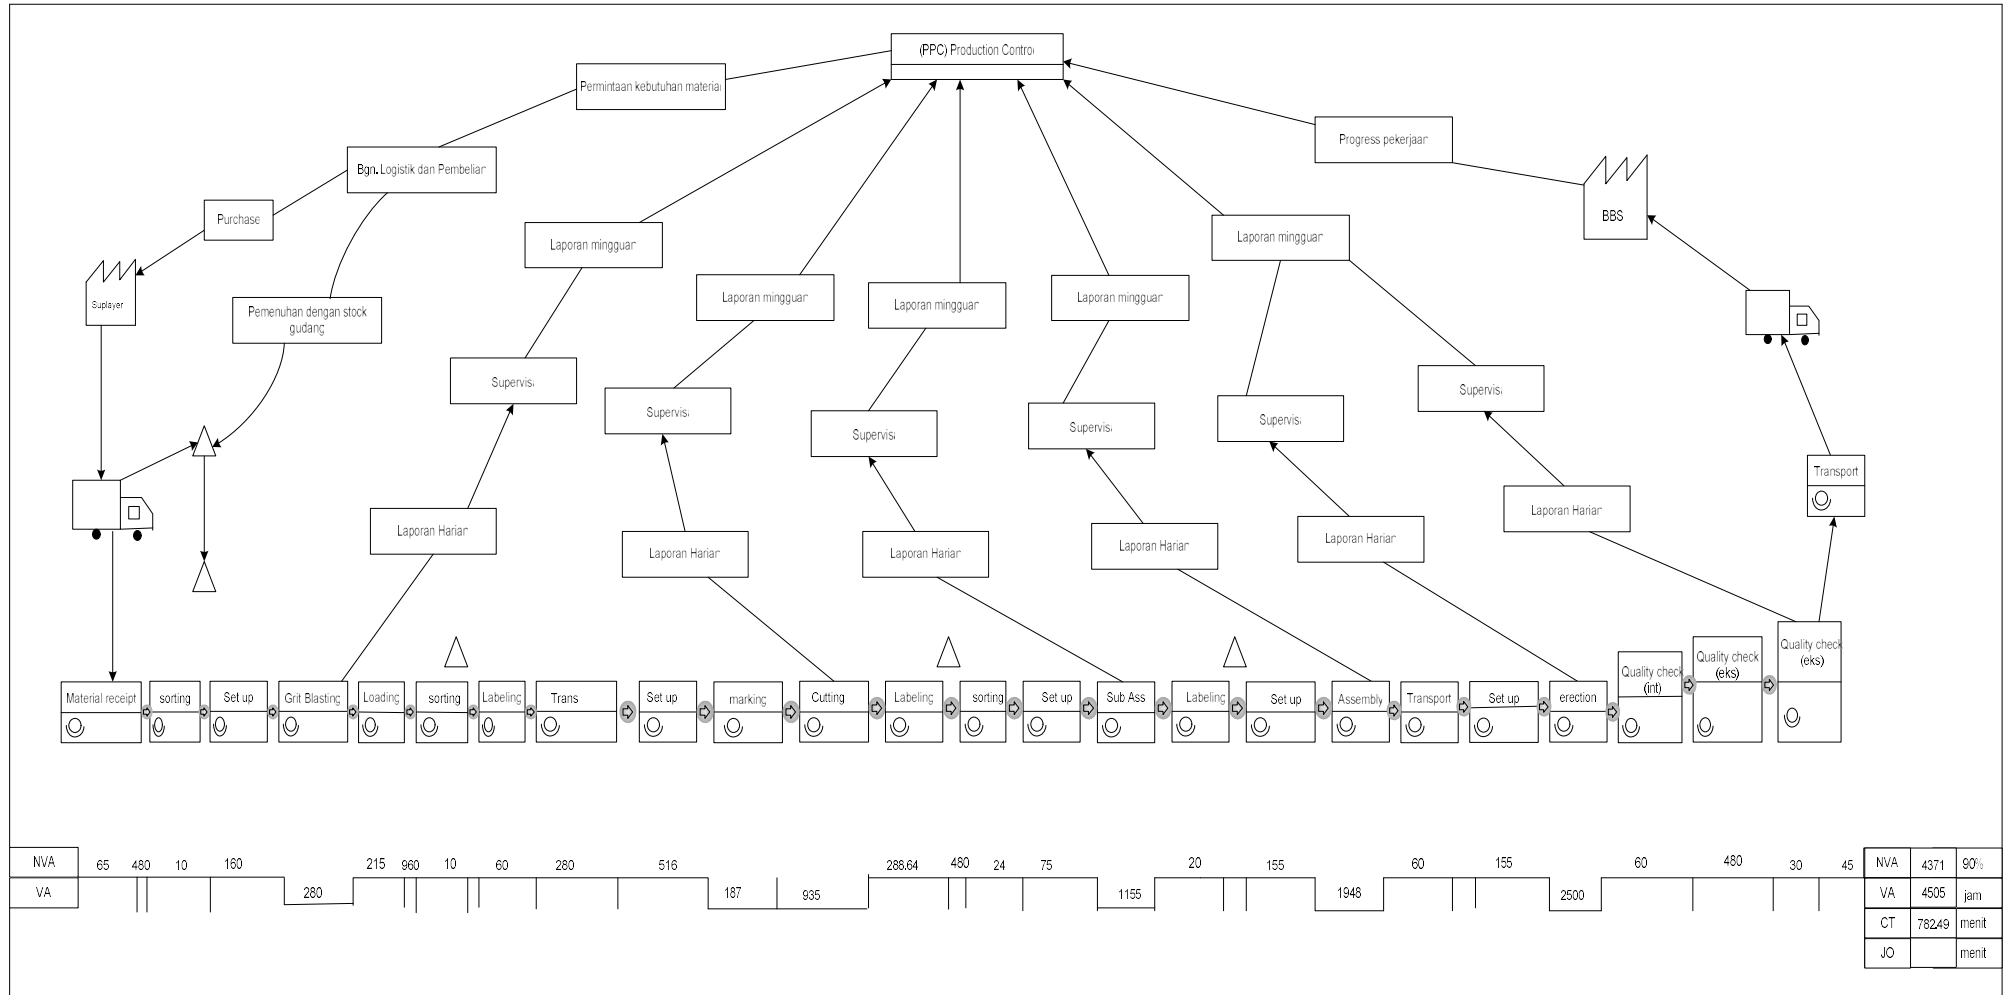 (PPC) Production Contro
Permintaan kebutuhan materia
Progress pekerjaan
Bgn. Logistik dan Pembelian
Purchase
BBS
Laporan mingguan
Laporan mingguan
Laporan mingguan
Laporan mingguan
Laporan mingguan
Suplayer
Pemenuhan dengan stock
gudang
Supervisi
Supervisi
Supervisi
Supervisi
Supervisi
Supervisi
Transport
Laporan Harian
Laporan Harian
Laporan Harian
Laporan Harian
Laporan Harian
Laporan Harian
Material receipt
sorting
Set up
Grit Blasting
Loading
sorting
Labeling
Trans
Set up
marking
Cutting
Labeling
sorting
Set up
Sub Ass
Labeling
Set up
Assembly
Transport
Set up
erection
Quality check
(int)
Quality check
(eks)
Quality check
(eks)
NVA 65 480 10 160 215 960 10 60 280 516 288.64 480 24 75 20 155 60 155 60 480 30 45
VA 280 187 935 1155 1948 2500
NVA 4371 90%
VA 4505 jam
CT 782.49 menit
JO menit